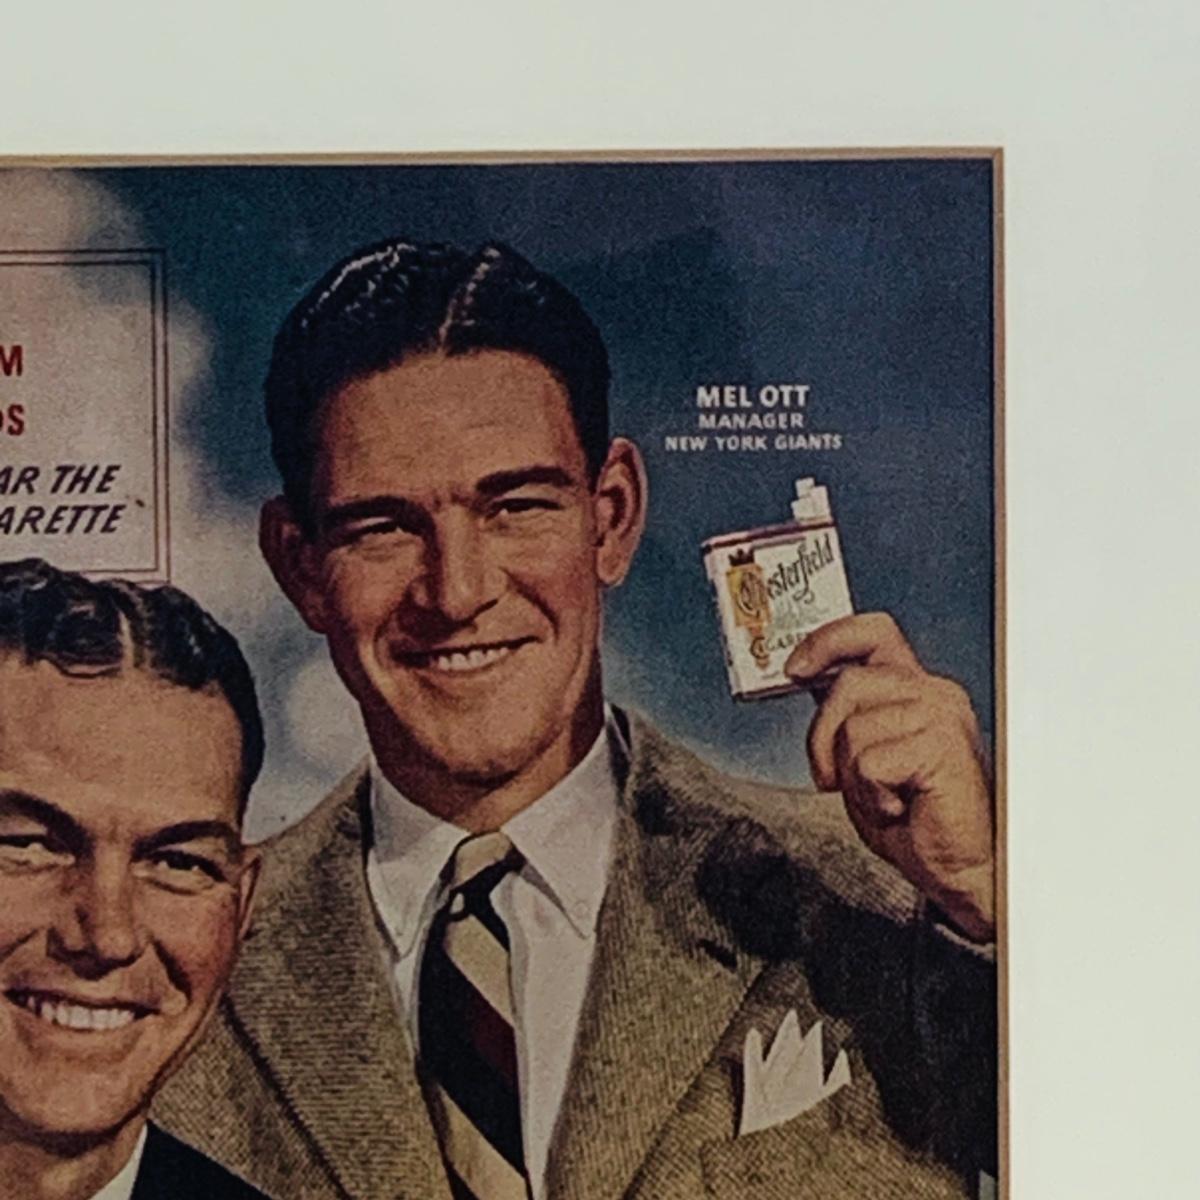 M
OS
AR THE
ARETTE
MEL OTT
MANAGER
NEW YORK GIANTS
Chesterfield